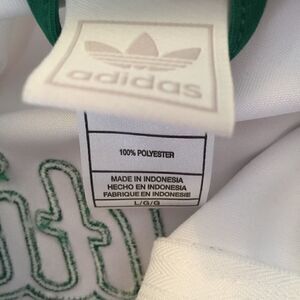 adidas
100% POLYESTER
MADE IN INDONESIA
HECHO EN INDONESIA
FABRIQUE EN INDONESIE
L/G/G